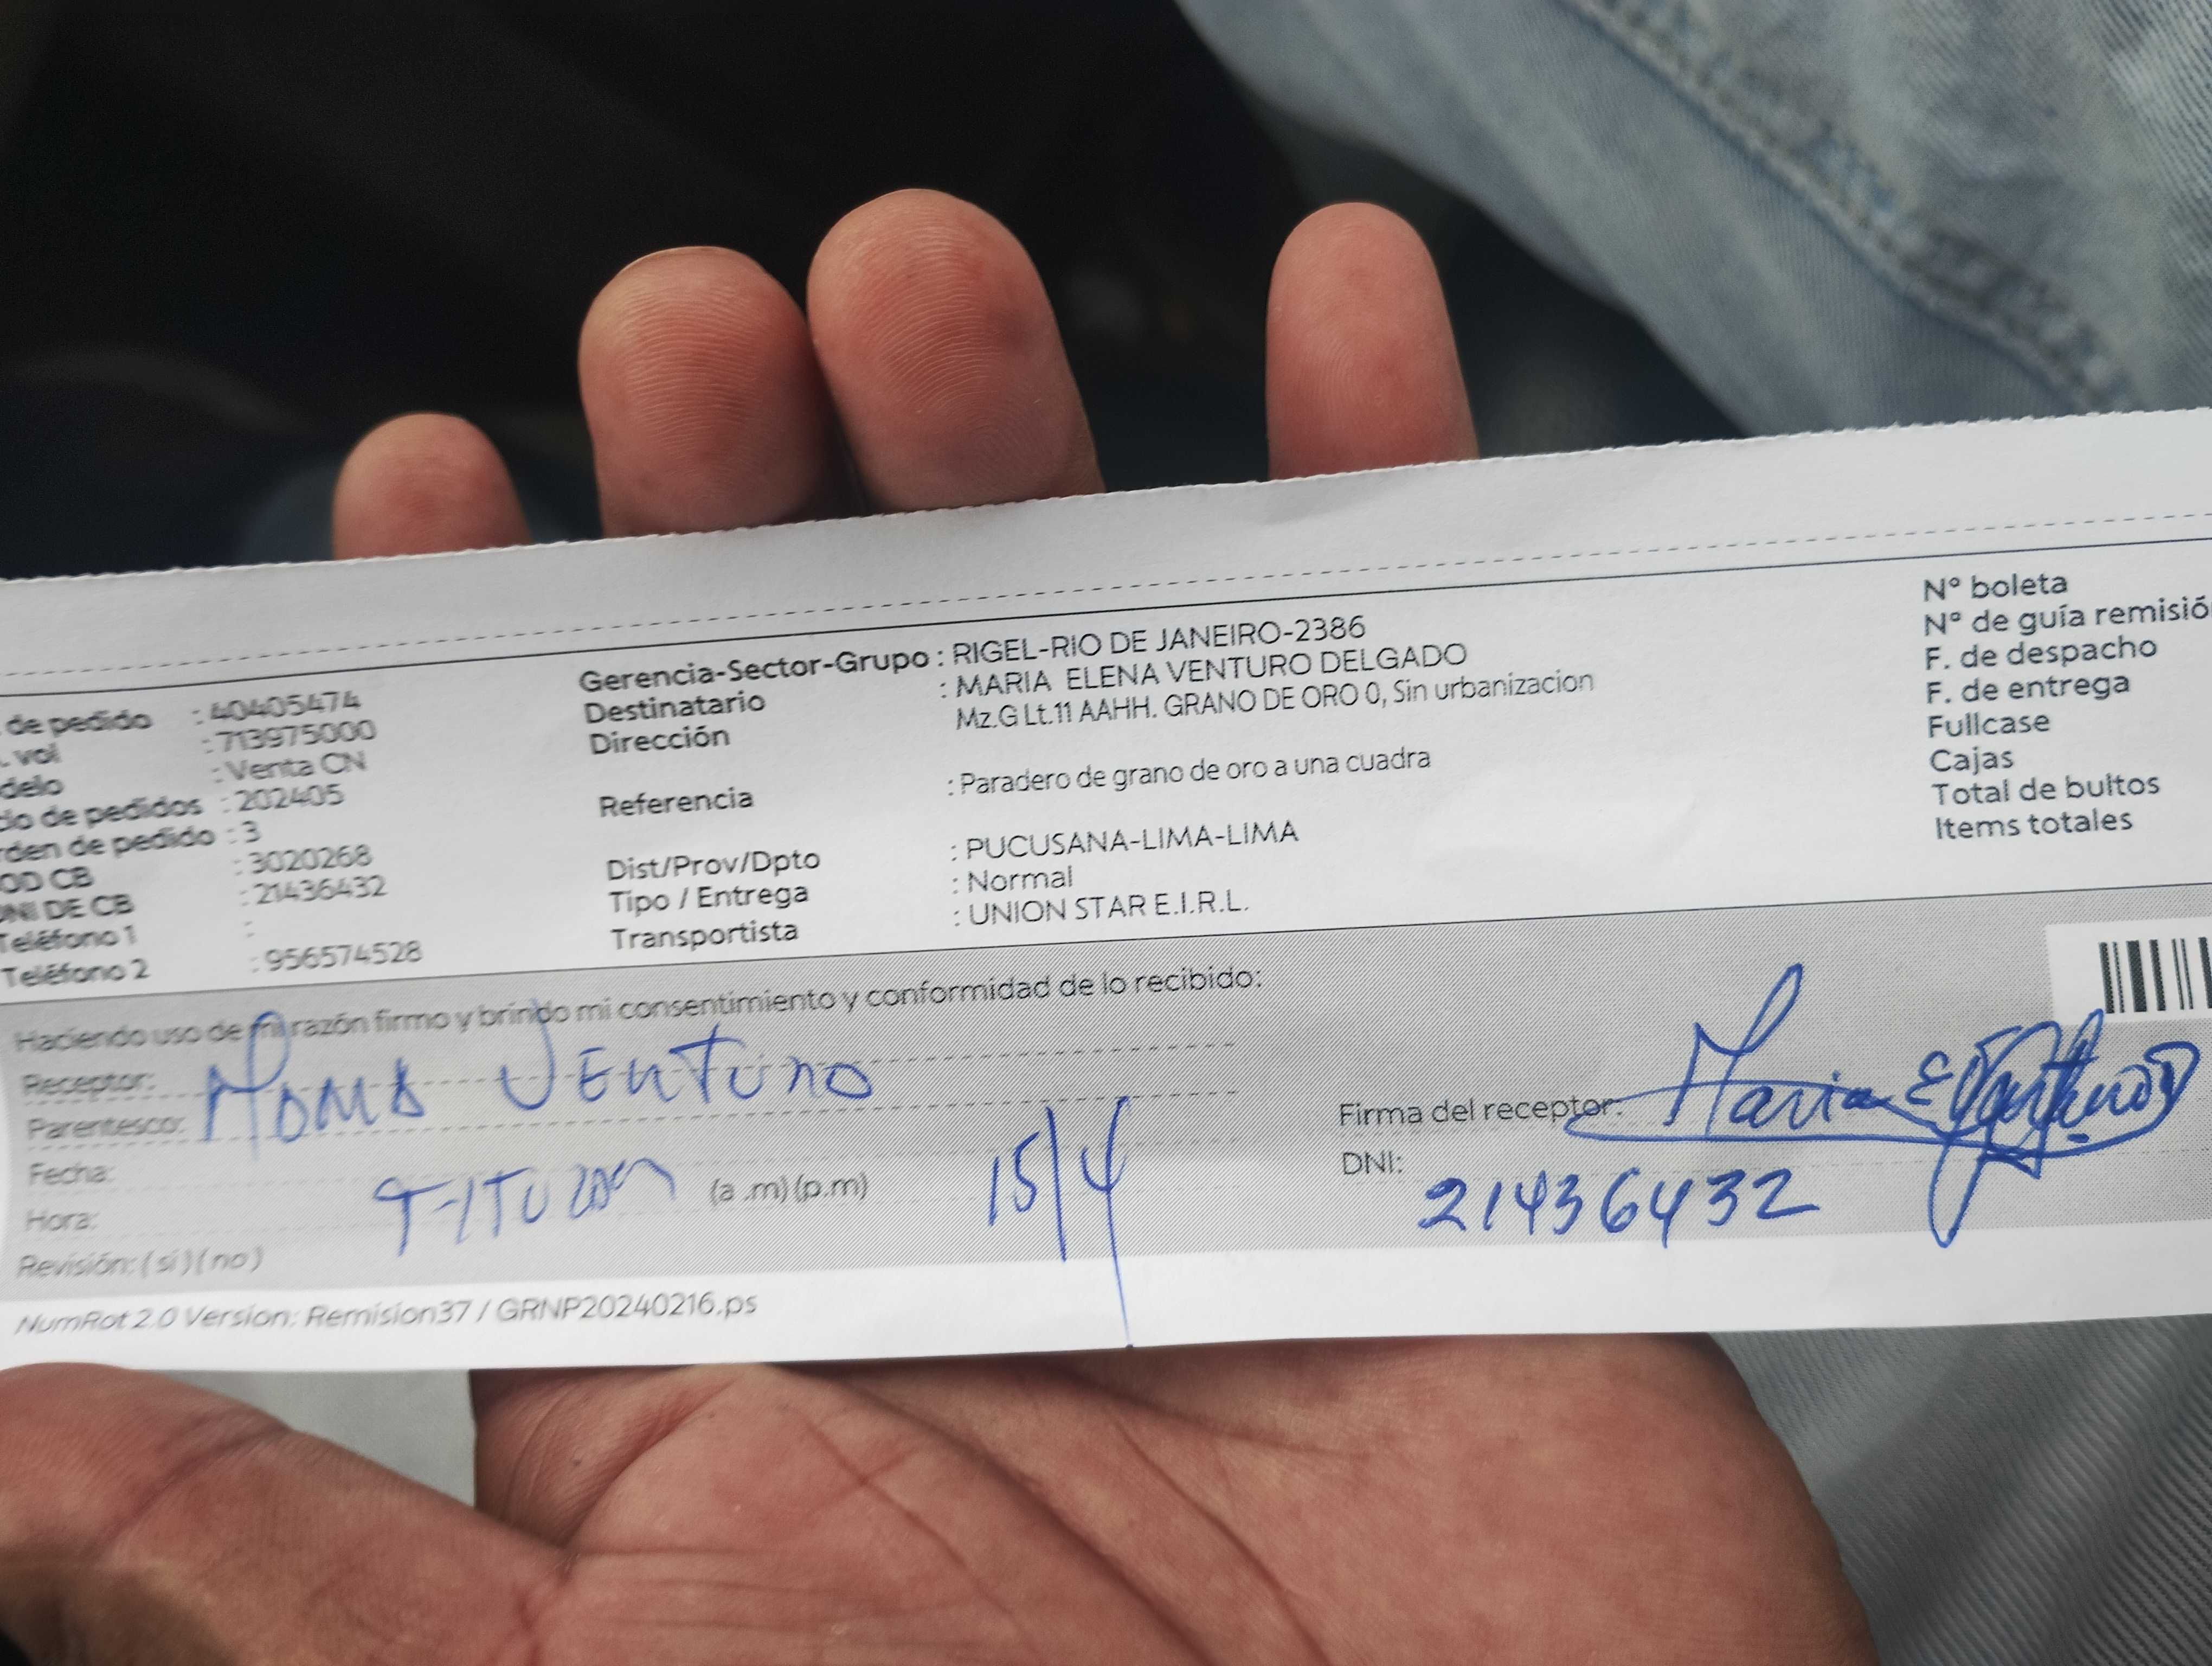 de pedido : 40405474
. vol : 713975000
delo : Venta CN
do de pedidos : 202405
rden de pedido : 3
OD CB : 3020268
NI DE CB : 21436432
Teléfono 1 :
Teléfono 2 : 956574528
Gerencia-Sector-Grupo : RIGEL-RIO DE JANEIRO-2386
Destinatario : MARIA ELENA VENTURO DELGADO
Dirección Mz.G Lt.11 AAHH. GRANO DE ORO 0, Sin urbanizacion
Referencia : Paradero de grano de oro a una cuadra
Dist/Prov/Dpto : PUCUSANA-LIMA-LIMA
Tipo / Entrega : Normal
Transportista : UNION STAR E.I.R.L.
N° boleta
N° de guía remisió
F. de despacho
F. de entrega
Fullcase
Cajas
Total de bultos
Items totales
Haciendo uso de mi razón firmo y brindo mi consentimiento y conformidad de lo recibido:
Receptor: Venturo
Parentesco:
Fecha:
Hora: (a .m) (p.m) 15/4
Revisión: ( si ) ( no )
Firma del receptor: Maria E
DNI: 21436432
NumRot 2.0 Version: Remision37 / GRNP20240216.ps